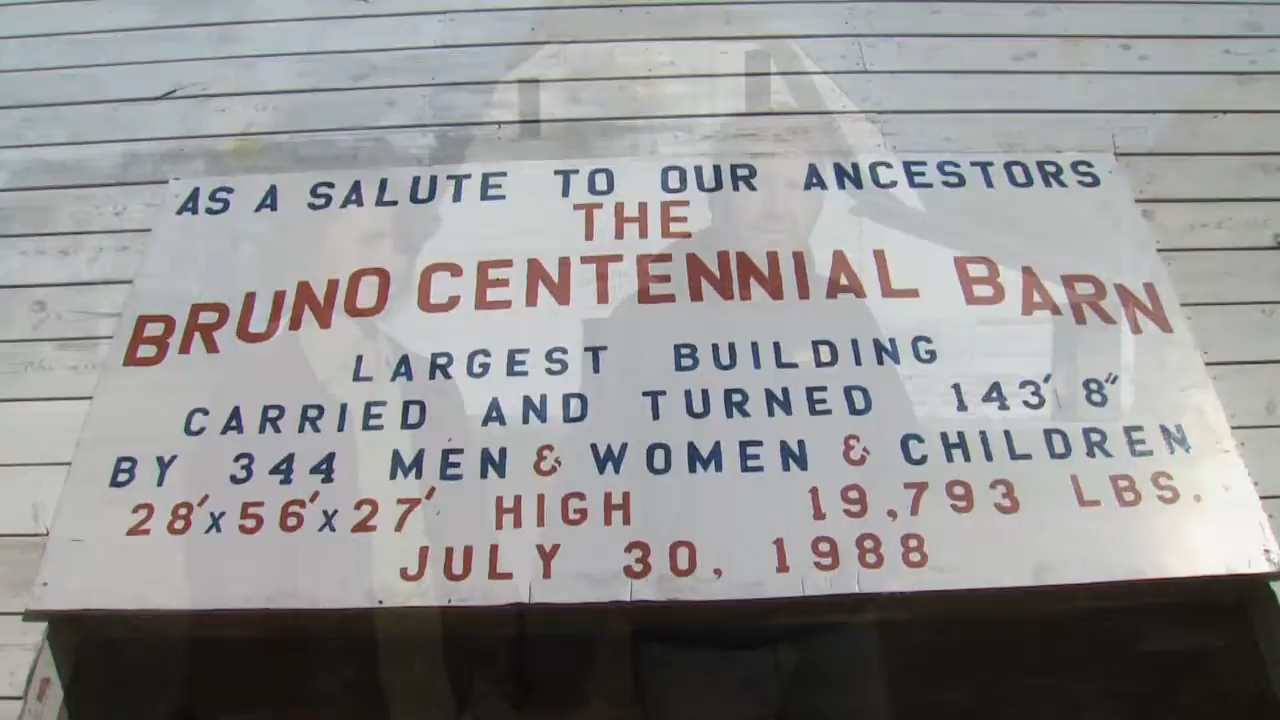 AS A SALUTE TO OUR ANCESTORS
THE
BRUNO CENTENNIAL BARN
LARGEST BUILDING
CARRIED AND TURNED 143' 8"
BY 344 MEN & WOMEN & CHILDREN
28'x56'x27' HIGH 19,793 LBS.
JULY 30, 1988